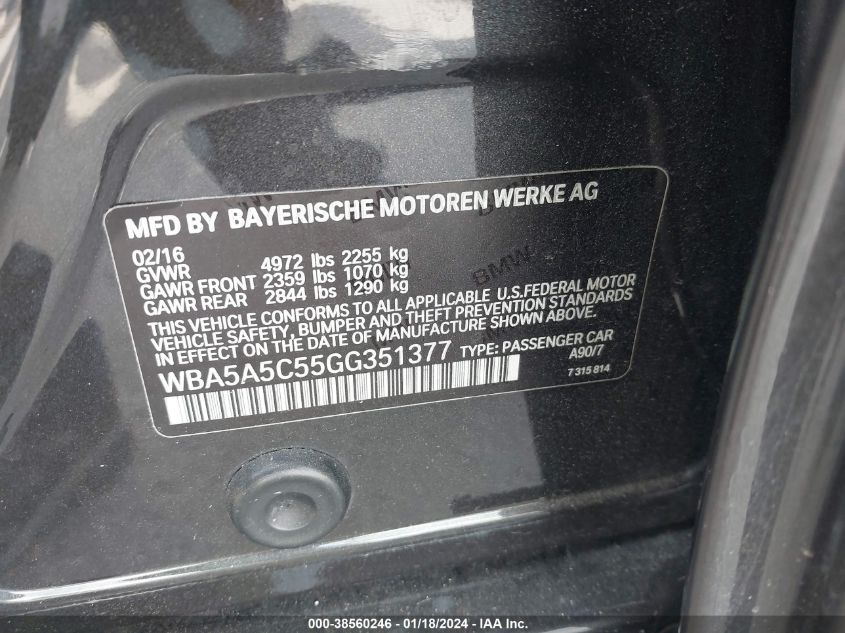 MFD BY BAYERISCHE MOTOREN WERKE AG
02/16
GVWR 4972 lbs 2255 kg
GAWR FRONT 2359 lbs 1070 kg
GAWR REAR 2844 lbs 1290 kg
THIS VEHICLE CONFORMS TO ALL APPLICABLE U.S.FEDERAL MOTOR
VEHICLE SAFETY, BUMPER AND THEFT PREVENTION STANDARDS
IN EFFECT ON THE DATE OF MANUFACTURE SHOWN ABOVE.
WBA5A5C55GG351377 TYPE: PASSENGER CAR
A90/7
7 315 814
BMW
000-38560246 - 01/18/2024 - IAA Inc.